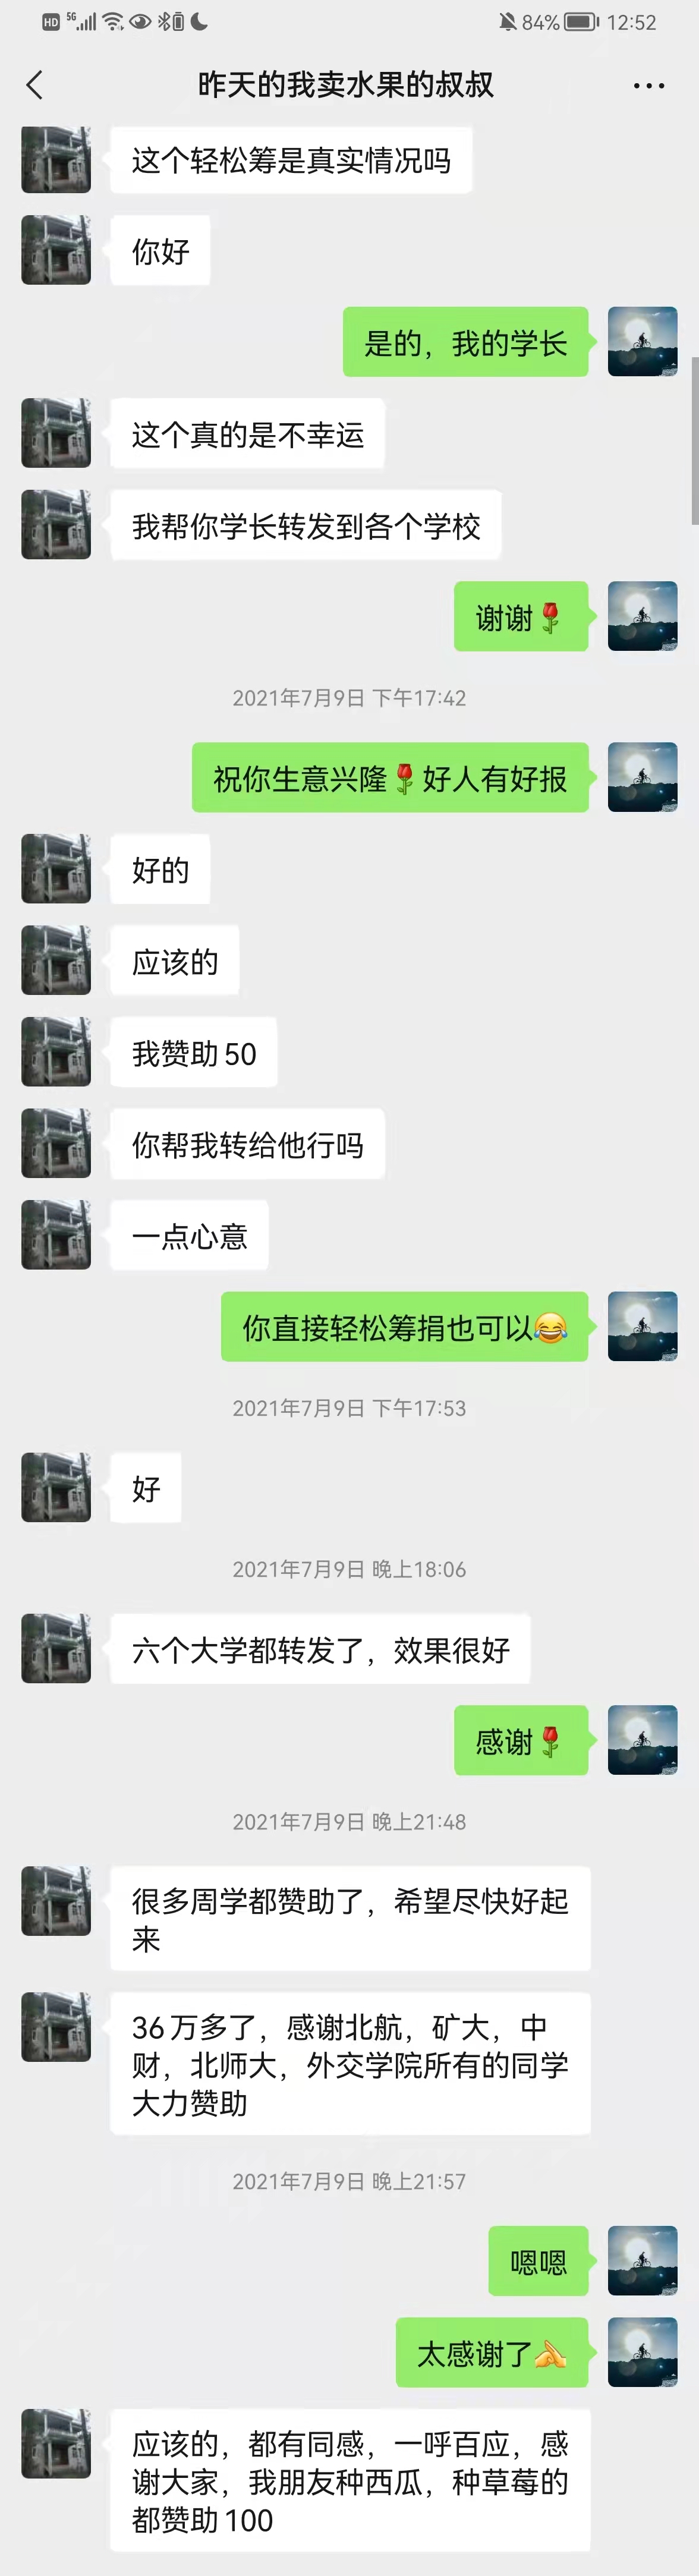 HD 5G 84% 12:52
昨天的我卖水果的叔叔
这个轻松筹是真实情况吗
你好
是的，我的学长
这个真的是不幸运
我帮你学长转发到各个学校
谢谢🌹
2021年7月9日 下午17:42
祝你生意兴隆🌹好人有好报
好的
应该的
我赞助50
你帮我转给他行吗
一点心意
你直接轻松筹捐也可以😂
2021年7月9日 下午17:53
好
2021年7月9日 晚上18:06
六个大学都转发了，效果很好
感谢🌹
2021年7月9日 晚上21:48
很多周学都赞助了，希望尽快好起
来
36万多了，感谢北航，矿大，中
财，北师大，外交学院所有的同学
大力赞助
2021年7月9日 晚上21:57
嗯嗯
太感谢了
应该的，都有同感，一呼百应，感
谢大家，我朋友种西瓜，种草莓的
都赞助100